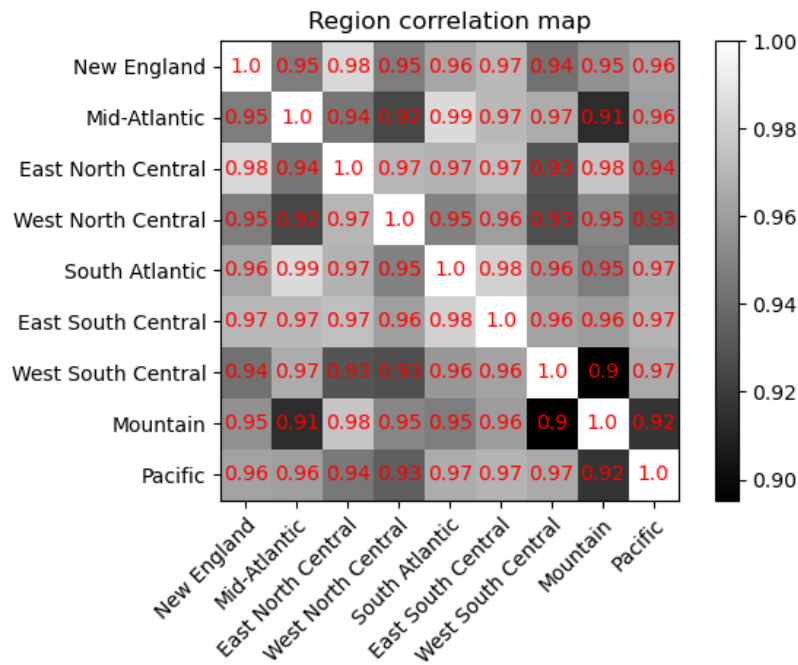 Region correlation map
New England 1.0 0.95 0.98 0.95 0.96 0.97 0.94 0.95 0.96
Mid-Atlantic 0.95 1.0 0.94 0.92 0.99 0.97 0.97 0.91 0.96
East North Central 0.98 0.94 1.0 0.97 0.97 0.97 0.93 0.98 0.94
West North Central 0.95 0.92 0.97 1.0 0.95 0.96 0.93 0.95 0.93
South Atlantic 0.96 0.99 0.97 0.95 1.0 0.98 0.96 0.95 0.97
East South Central 0.97 0.97 0.97 0.96 0.98 1.0 0.96 0.96 0.97
West South Central 0.94 0.97 0.93 0.93 0.96 0.96 1.0 0.9 0.97
Mountain 0.95 0.91 0.98 0.95 0.95 0.96 0.9 1.0 0.92
Pacific 0.96 0.96 0.94 0.93 0.97 0.97 0.97 0.92 1.0
New England
Mid-Atlantic
East North Central
West North Central
South Atlantic
East South Central
West South Central
Mountain
Pacific
1.00
0.98
0.96
0.94
0.92
0.90